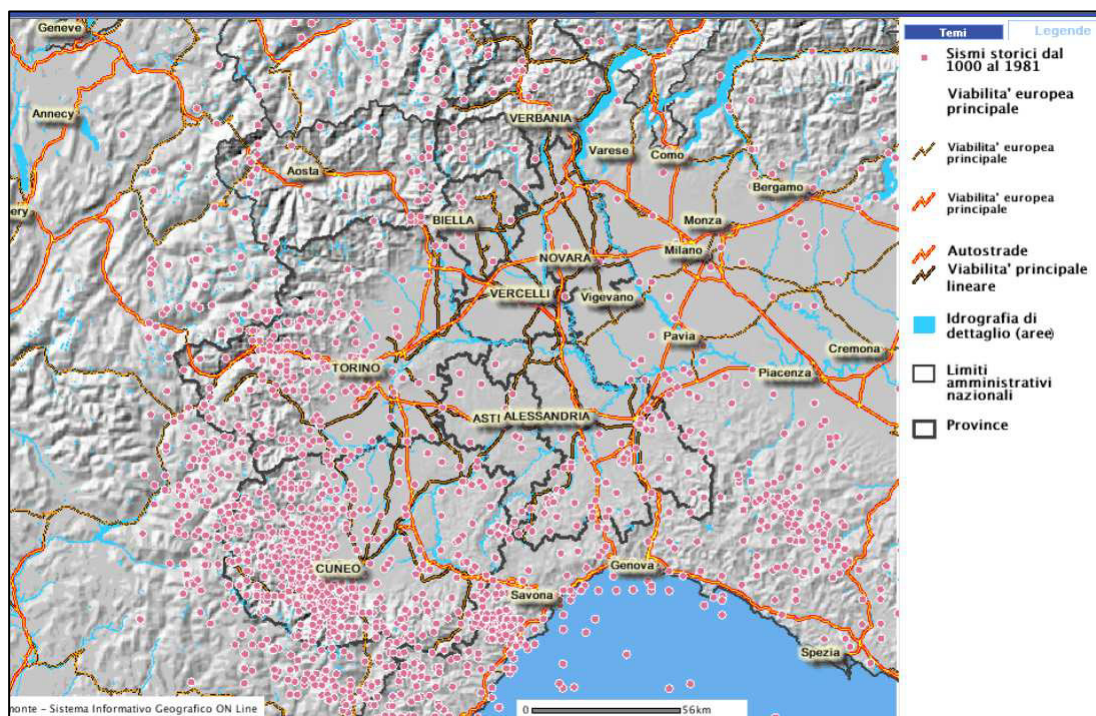 Geneve
Annecy
ery
Aosta
VERBANIA
Varese
Como
Bergamo
BIELLA
Monza
NOVARA
Milano
VERCELLI
Vigevano
Pavia
Cremona
TORINO
Piacenza
ASTI
ALESSANDRIA
CUNEO
Savona
Genova
Spezia
monte - Sistema Informativo Geografico ON Line
0
56km
Temi
Legende
Sismi storici dal
1000 al 1981
Viabilita' europea
principale
Viabilita' europea
principale
Viabilita' europea
principale
Autostrade
Viabilita' principale
lineare
Idrografia di
dettaglio (aree)
Limiti
amministrativi
nazionali
Province